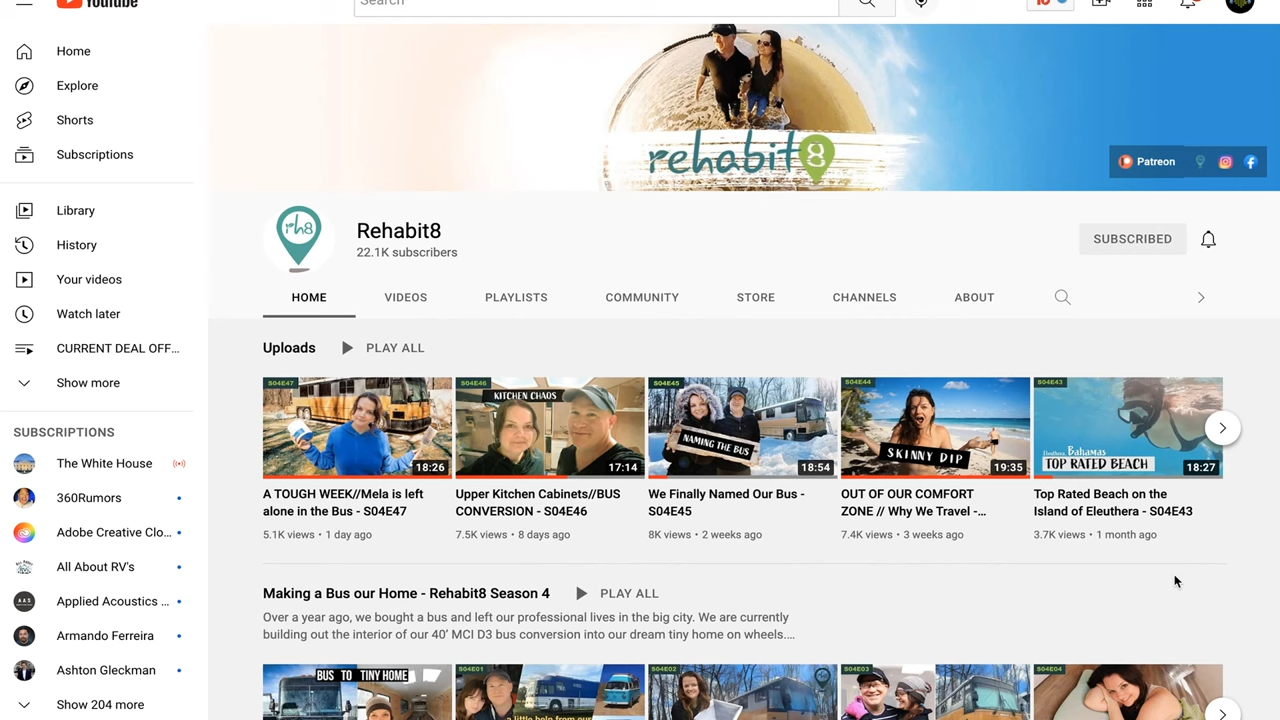 YouTube
Search
Home
Explore
Shorts
Subscriptions
Library
History
Your videos
Watch later
CURRENT DEAL OFF...
Show more
SUBSCRIPTIONS
The White House
360Rumors
Adobe Creative Clo...
All About RV's
Applied Acoustics ...
Armando Ferreira
Ashton Gleckman
Show 204 more
rehabit8
Patreon
rh8
Rehabit8
22.1K subscribers
SUBSCRIBED
HOME
VIDEOS
PLAYLISTS
COMMUNITY
STORE
CHANNELS
ABOUT
Uploads
PLAY ALL
S04E47
18:26
A TOUGH WEEK//Mela is left
alone in the Bus - S04E47
5.1K views • 1 day ago
S04E46
KITCHEN CHAOS
17:14
Upper Kitchen Cabinets//BUS
CONVERSION - S04E46
7.5K views • 8 days ago
S04E45
NAMING THE BUS
18:54
We Finally Named Our Bus -
S04E45
8K views • 2 weeks ago
S04E44
SKINNY DIP
19:35
OUT OF OUR COMFORT
ZONE // Why We Travel -...
7.4K views • 3 weeks ago
S04E43
Eleuthera, Bahamas
TOP RATED BEACH
18:27
Top Rated Beach on the
Island of Eleuthera - S04E43
3.7K views • 1 month ago
Making a Bus our Home - Rehabit8 Season 4
PLAY ALL
Over a year ago, we bought a bus and left our professional lives in the big city. We are currently
building out the interior of our 40' MCI D3 bus conversion into our dream tiny home on wheels....
BUS TO TINY HOME
S04E01
a little help from our
S04E02
S04E03
S04E04